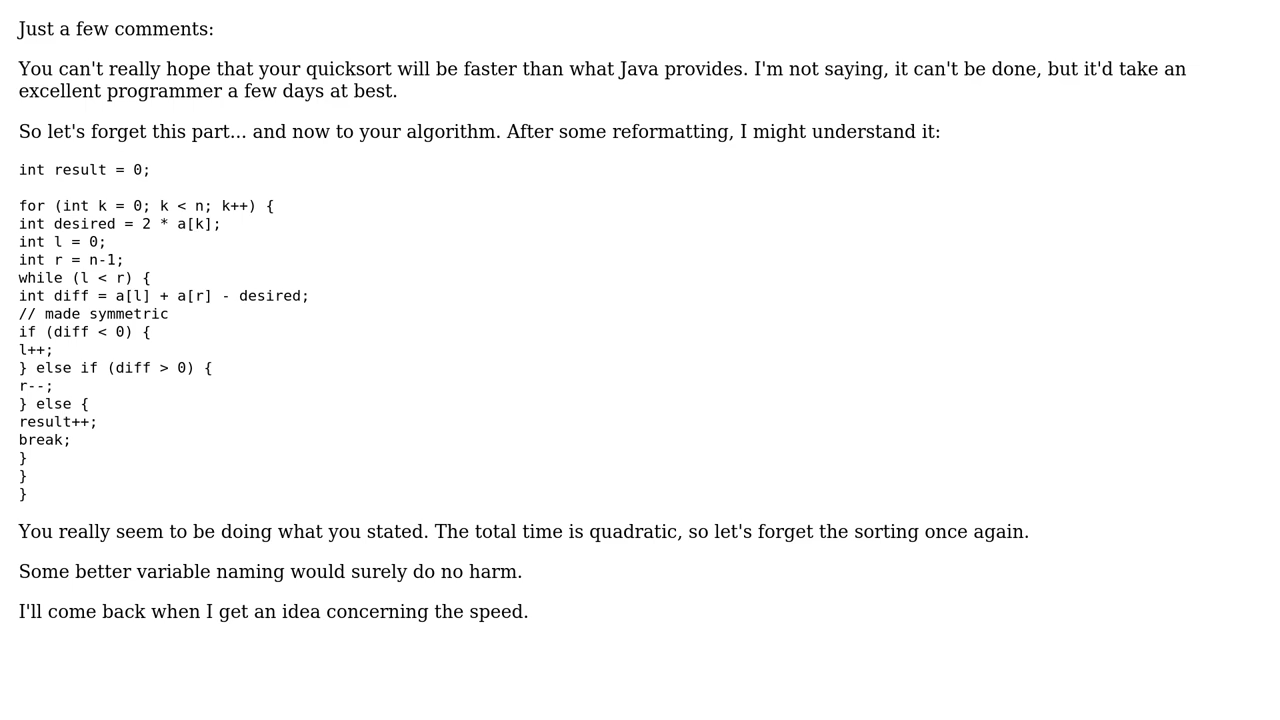 Just a few comments:
You can't really hope that your quicksort will be faster than what Java provides. I'm not saying, it can't be done, but it'd take an
excellent programmer a few days at best.
So let's forget this part... and now to your algorithm. After some reformatting, I might understand it:
int result = 0;
for (int k = 0; k < n; k++) {
int desired = 2 * a[k];
int l = 0;
int r = n-1;
while (l < r) {
int diff = a[l] + a[r] - desired;
// made symmetric
if (diff < 0) {
l++;
} else if (diff > 0) {
r--;
} else {
result++;
break;
}
}
}
You really seem to be doing what you stated. The total time is quadratic, so let's forget the sorting once again.
Some better variable naming would surely do no harm.
I'll come back when I get an idea concerning the speed.